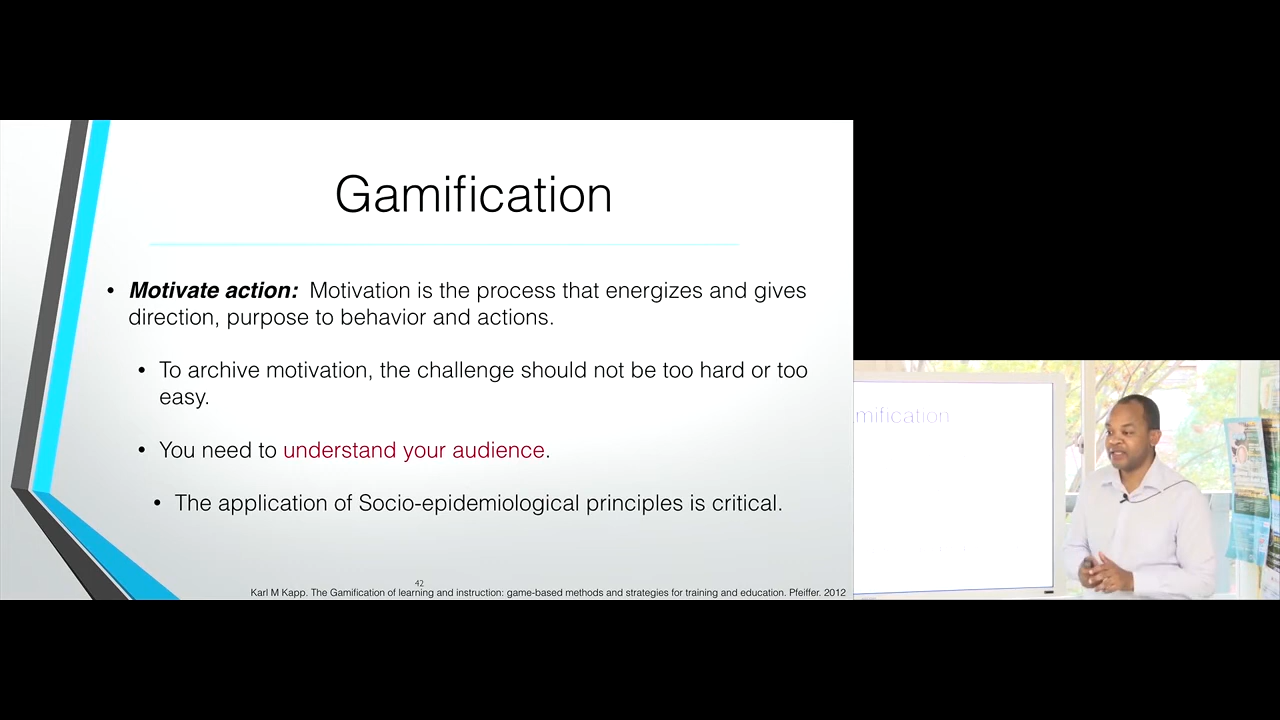 Gamification
• Motivate action: Motivation is the process that energizes and gives
direction, purpose to behavior and actions.
• To archive motivation, the challenge should not be too hard or too
easy.
• You need to understand your audience.
• The application of Socio-epidemiological principles is critical.
42
Karl M Kapp. The Gamification of learning and instruction: game-based methods and strategies for training and education. Pfeiffer. 2012
mification